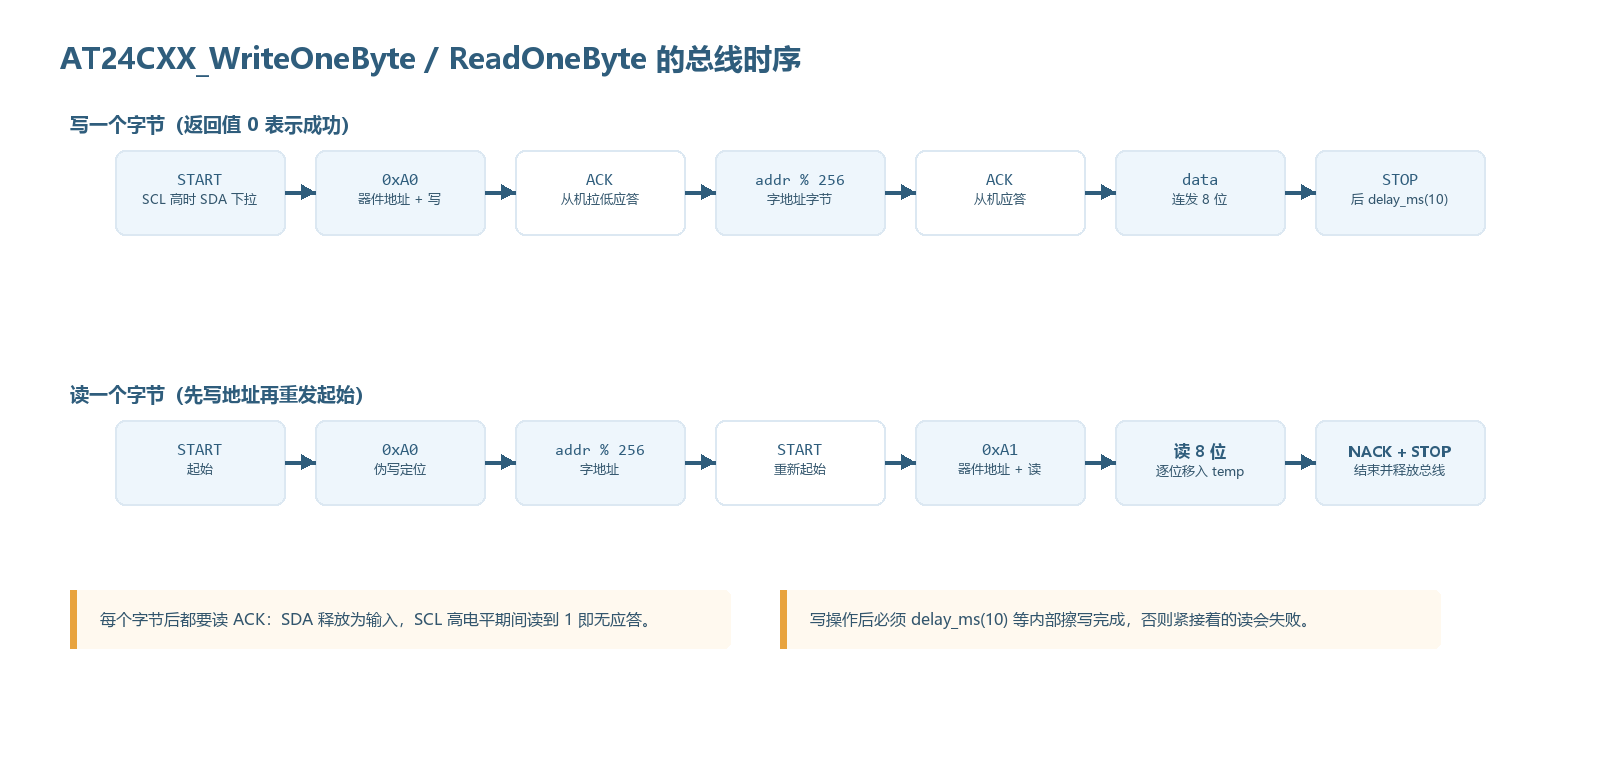 AT24CXX_WriteOneByte / ReadOneByte 的总线时序
写一个字节（返回值 0 表示成功）
START
SCL 高时 SDA 下拉
0xA0
器件地址 + 写
ACK
从机拉低应答
addr % 256
字地址字节
ACK
从机应答
data
连发 8 位
STOP
后 delay_ms(10)
读一个字节（先写地址再重发起始）
START
起始
0xA0
伪写定位
addr % 256
字地址
START
重新起始
0xA1
器件地址 + 读
读 8 位
逐位移入 temp
NACK + STOP
结束并释放总线
每个字节后都要读 ACK：SDA 释放为输入，SCL 高电平期间读到 1 即无应答。
写操作后必须 delay_ms(10) 等内部擦写完成，否则紧接着的读会失败。